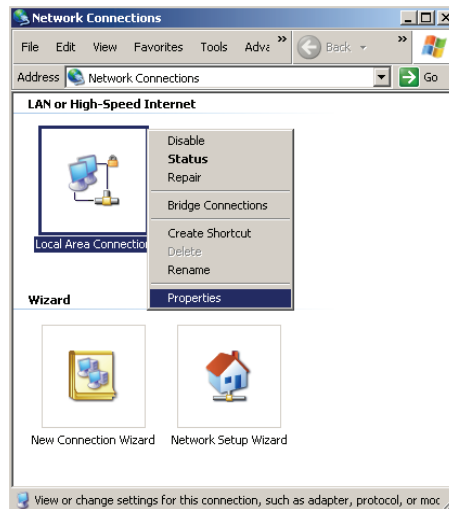 Network Connections
File Edit View Favorites Tools Adva » Back »
Address Network Connections Go
LAN or High-Speed Internet
Local Area Connection
Disable
Status
Repair
Bridge Connections
Create Shortcut
Delete
Rename
Properties
Wizard
New Connection Wizard Network Setup Wizard
View or change settings for this connection, such as adapter, protocol, or moc